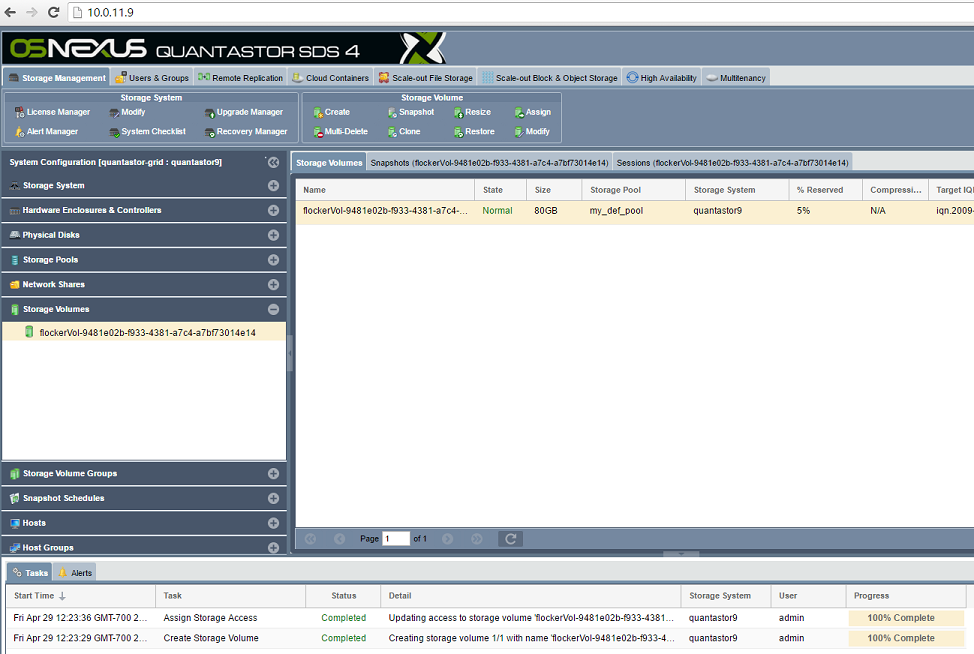 10.0.11.9
OSNEXUS QUANTASTOR SDS 4
Storage Management Users & Groups Remote Replication Cloud Containers Scale-out File Storage Scale-out Block & Object Storage High Availability Multitenancy
Storage System Storage Volume
License Manager Modify Upgrade Manager Create Snapshot Resize Assign
Alert Manager System Checklist Recovery Manager Multi-Delete Clone Restore Modify
System Configuration [quantastor-grid : quantastor9]
Storage System
Hardware Enclosures & Controllers
Physical Disks
Storage Pools
Network Shares
Storage Volumes
flockerVol-9481e02b-f933-4381-a7c4-a7bf73014e14
Storage Volume Groups
Snapshot Schedules
Hosts
Host Groups
Storage Volumes Snapshots (flockerVol-9481e02b-f933-4381-a7c4-a7bf73014e14) Sessions (flockerVol-9481e02b-f933-4381-a7c4-a7bf73014e14)
Name State Size Storage Pool Storage System % Reserved Compressi... Target IQ
flockerVol-9481e02b-f933-4381-a7c4-... Normal 80GB my_def_pool quantastor9 5% N/A iqn.2009-
Page 1 of 1
Tasks Alerts
Start Time Task Status Detail Storage System User Progress
Fri Apr 29 12:23:36 GMT-700 2... Assign Storage Access Completed Updating access to storage volume 'flockerVol-9481e02b-f933-4381... quantastor9 admin 100% Complete
Fri Apr 29 12:23:29 GMT-700 2... Create Storage Volume Completed Creating storage volume 1/1 with name 'flockerVol-9481e02b-f933-4... quantastor9 admin 100% Complete